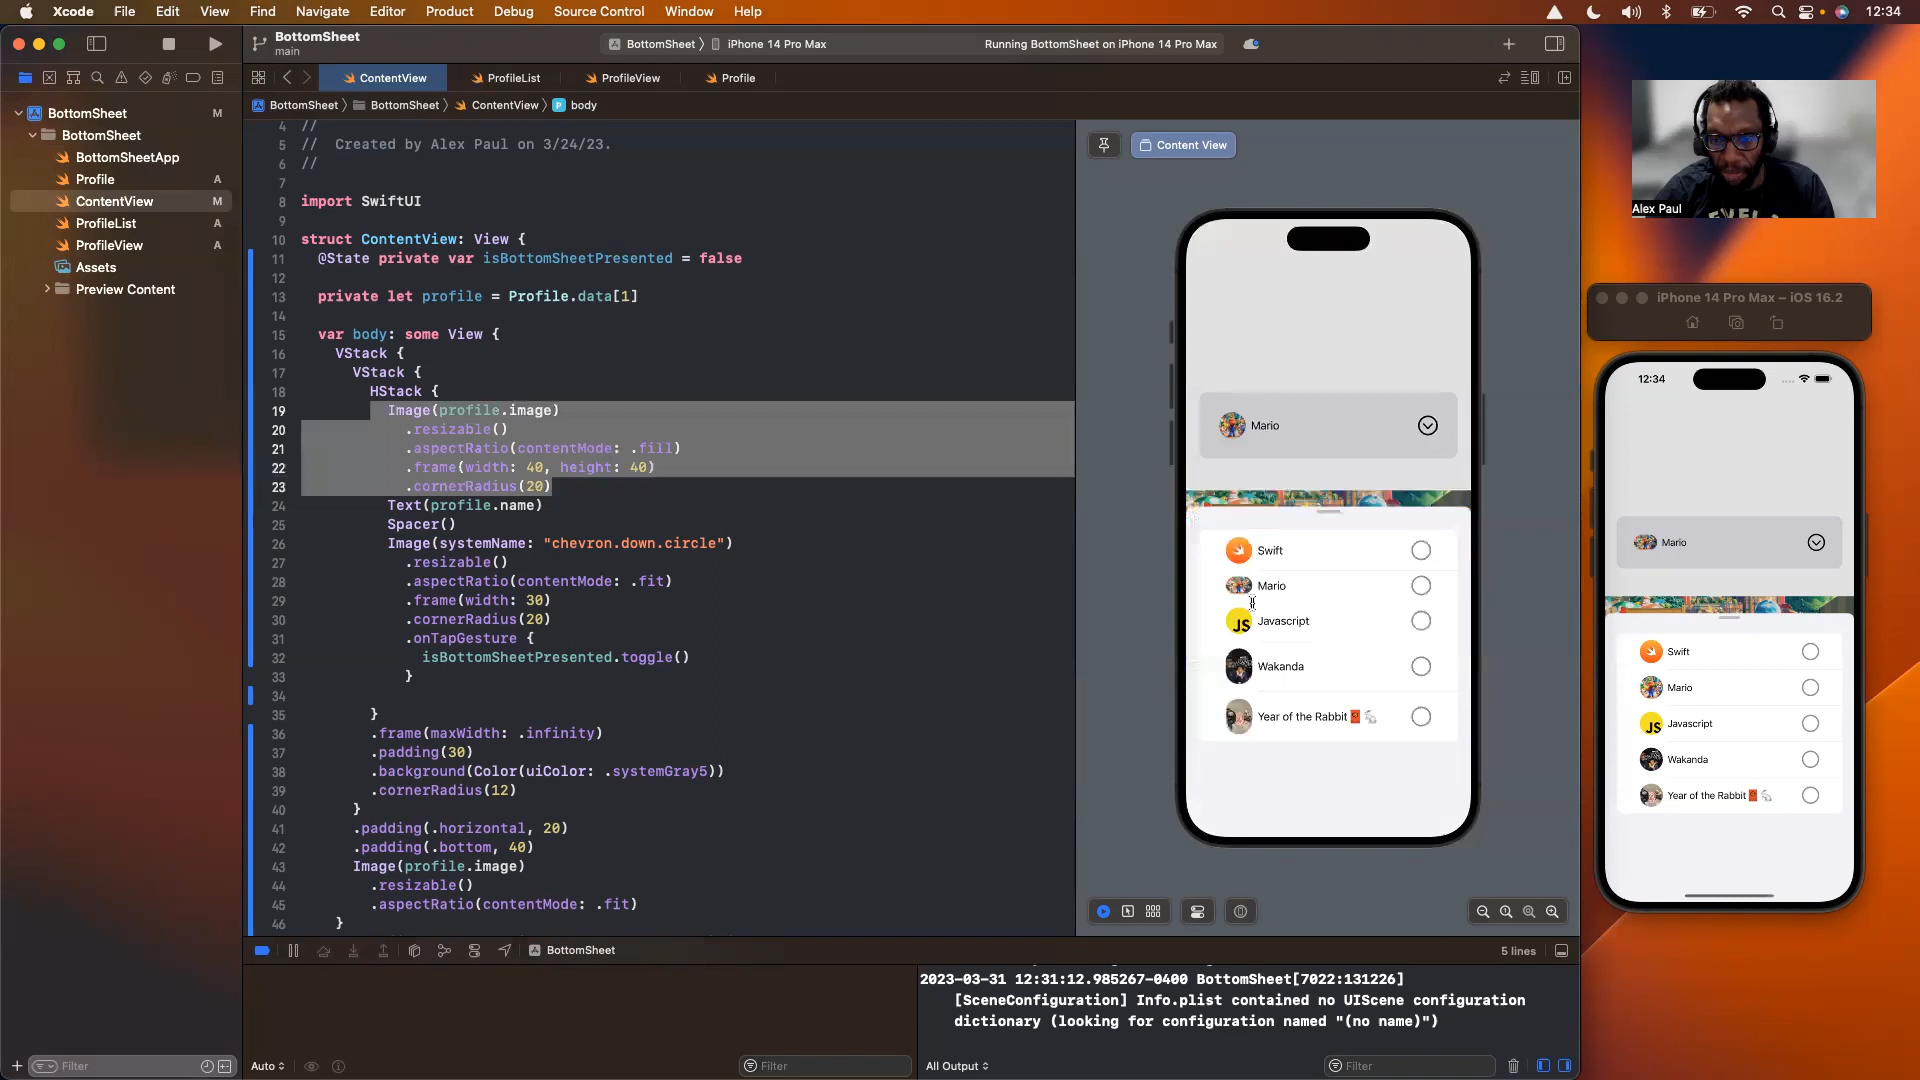 Xcode File Edit View Find Navigate Editor Product Debug Source Control Window Help 12:34
BottomSheet
main
BottomSheet
iPhone 14 Pro Max
Running BottomSheet on iPhone 14 Pro Max
ContentView
ProfileList
ProfileView
Profile
BottomSheet M
BottomSheet
BottomSheetApp
Profile A
ContentView M
ProfileList A
ProfileView A
Assets
Preview Content
BottomSheet
BottomSheet
ContentView
P body
4 //
5 // Created by Alex Paul on 3/24/23.
6 //
7
8 import SwiftUI
9
10 struct ContentView: View {
11 @State private var isBottomSheetPresented = false
12
13 private let profile = Profile.data[1]
14
15 var body: some View {
16 VStack {
17 VStack {
18 HStack {
19 Image(profile.image)
20 .resizable()
21 .aspectRatio(contentMode: .fill)
22 .frame(width: 40, height: 40)
23 .cornerRadius(20)
24 Text(profile.name)
25 Spacer()
26 Image(systemName: "chevron.down.circle")
27 .resizable()
28 .aspectRatio(contentMode: .fit)
29 .frame(width: 30)
30 .cornerRadius(20)
31 .onTapGesture {
32 isBottomSheetPresented.toggle()
33 }
34
35 }
36 .frame(maxWidth: .infinity)
37 .padding(30)
38 .background(Color(uiColor: .systemGray5))
39 .cornerRadius(12)
40 }
41 .padding(.horizontal, 20)
42 .padding(.bottom, 40)
43 Image(profile.image)
44 .resizable()
45 .aspectRatio(contentMode: .fit)
46 }
Content View
Mario
Swift
Mario
JS Javascript
Wakanda
Year of the Rabbit🧧🐇
Alex Paul
iPhone 14 Pro Max – iOS 16.2
12:34
Mario
Swift
Mario
JS Javascript
Wakanda
Year of the Rabbit🧧🐇
BottomSheet
5 lines
2023-03-31 12:31:12.985267-0400 BottomSheet[7022:131226]
[SceneConfiguration] Info.plist contained no UIScene configuration
dictionary (looking for configuration named "(no name)")
Filter
Auto
Filter
All Output
Filter